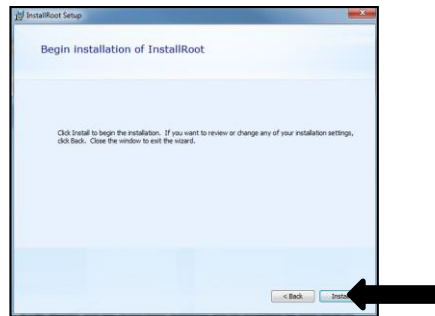 InstallRoot Setup
Begin installation of InstallRoot
Click Install to begin the installation. If you want to review or change any of your installation settings,
click Back. Close the window to exit the wizard.
< Back Install